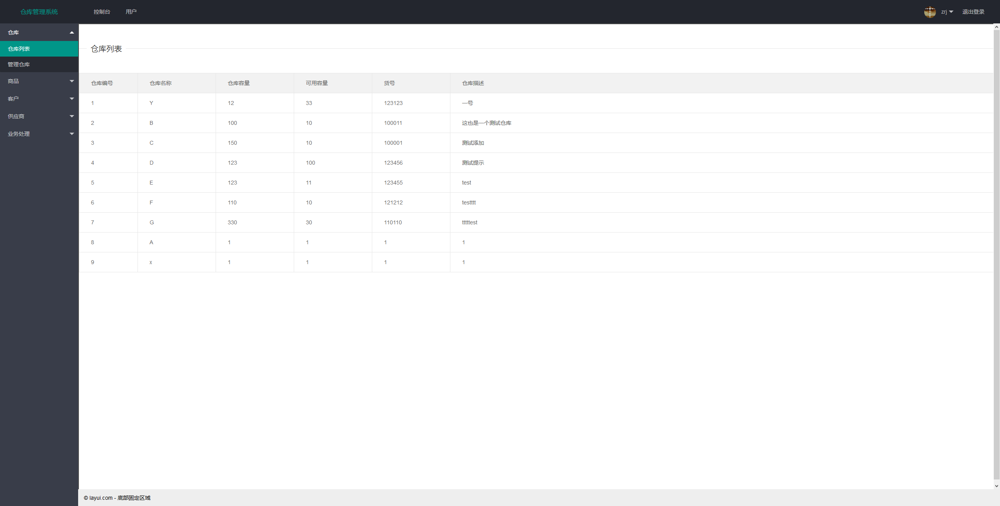 仓库管理系统 控制台 用户 zrj 退出登录
仓库
仓库列表
管理仓库
商品
客户
供应商
业务处理
仓库列表
仓库编号 仓库名称 仓库容量 可用容量 货号 仓库描述
1 Y 12 33 123123 一号
2 B 100 10 100011 这也是一个测试仓库
3 C 150 10 100001 测试添加
4 D 123 100 123456 测试提示
5 E 123 11 123455 test
6 F 110 10 121212 testttt
7 G 330 30 110110 tttttest
8 A 1 1 1 1
9 x 1 1 1 1
© layui.com - 底部固定区域